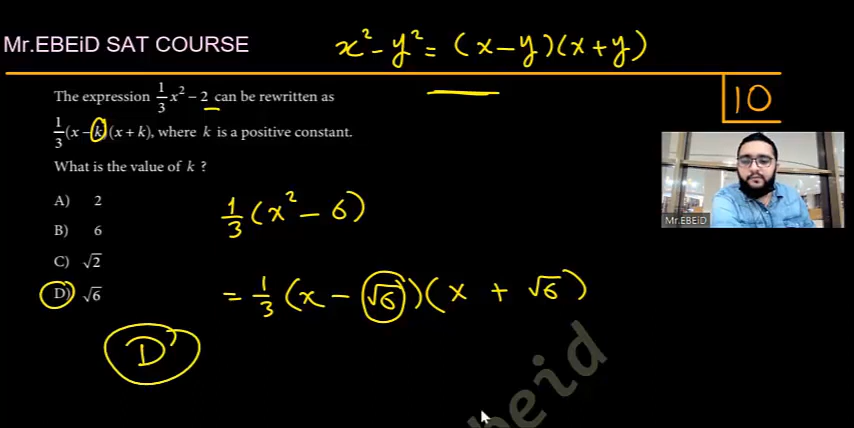 Mr.EBEiD SAT COURSE
x² - y² = (x - y)(x + y)
10
The expression 1/3 x² − 2 can be rewritten as
1/3 (x − k)(x + k), where k is a positive constant.
What is the value of k ?
A) 2
B) 6
C) √2
D) √6
1/3 (x² - 6)
= 1/3 (x - √6)(x + √6)
D
Mr.EBEiD
beid